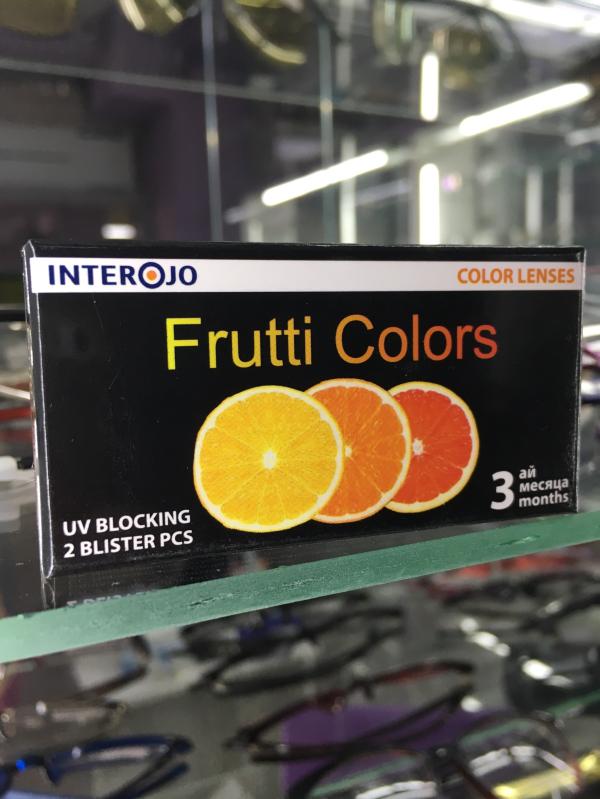 INTEROJO
COLOR LENSES
Frutti Colors
UV BLOCKING
2 BLISTER PCS
3
ай
месяца
months